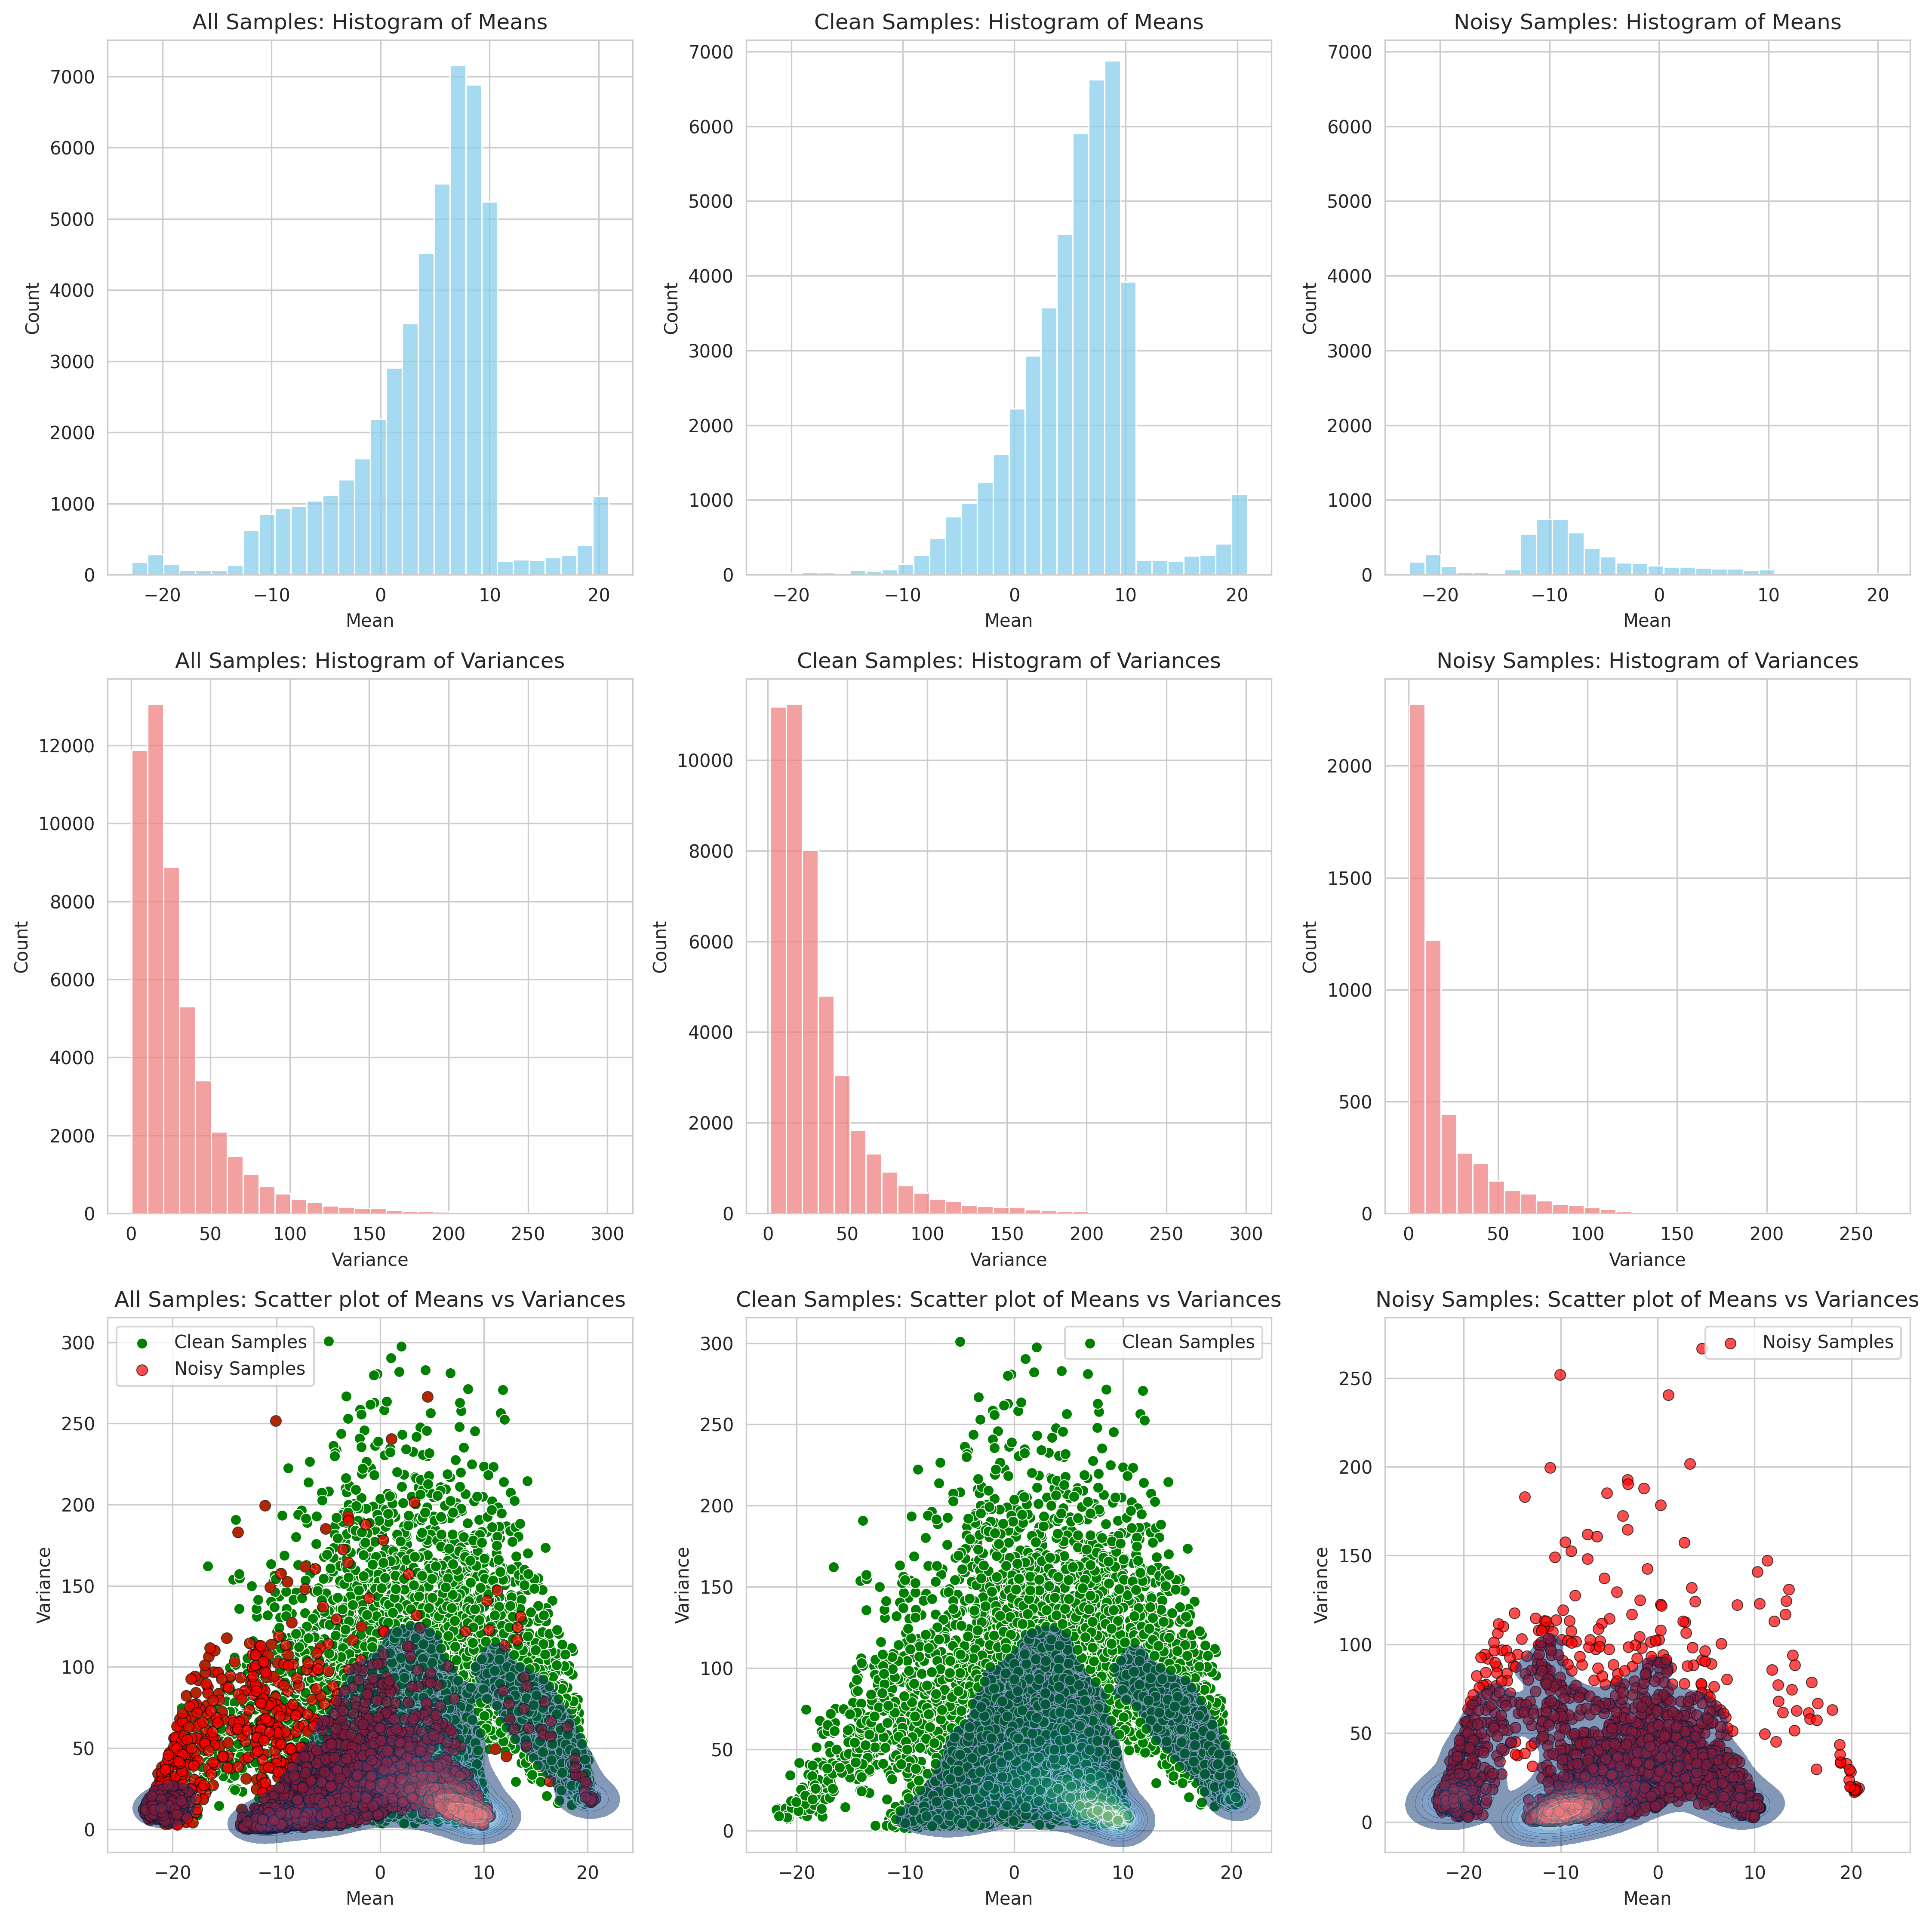 All Samples: Histogram of Means
7000
6000
5000
4000
3000
2000
1000
0
Count
−20 −10 0 10 20
Mean
Clean Samples: Histogram of Means
7000
6000
5000
4000
3000
2000
1000
0
Count
−20 −10 0 10 20
Mean
Noisy Samples: Histogram of Means
7000
6000
5000
4000
3000
2000
1000
0
Count
−20 −10 0 10 20
Mean
All Samples: Histogram of Variances
12000
10000
8000
6000
4000
2000
0
Count
0 50 100 150 200 250 300
Variance
Clean Samples: Histogram of Variances
10000
8000
6000
4000
2000
0
Count
0 50 100 150 200 250 300
Variance
Noisy Samples: Histogram of Variances
2000
1500
1000
500
0
Count
0 50 100 150 200 250
Variance
All Samples: Scatter plot of Means vs Variances
Clean Samples
Noisy Samples
300
250
200
150
100
50
0
Variance
−20 −10 0 10 20
Mean
Clean Samples: Scatter plot of Means vs Variances
Clean Samples
300
250
200
150
100
50
0
Variance
−20 −10 0 10 20
Mean
Noisy Samples: Scatter plot of Means vs Variances
Noisy Samples
250
200
150
100
50
0
Variance
−20 −10 0 10 20
Mean